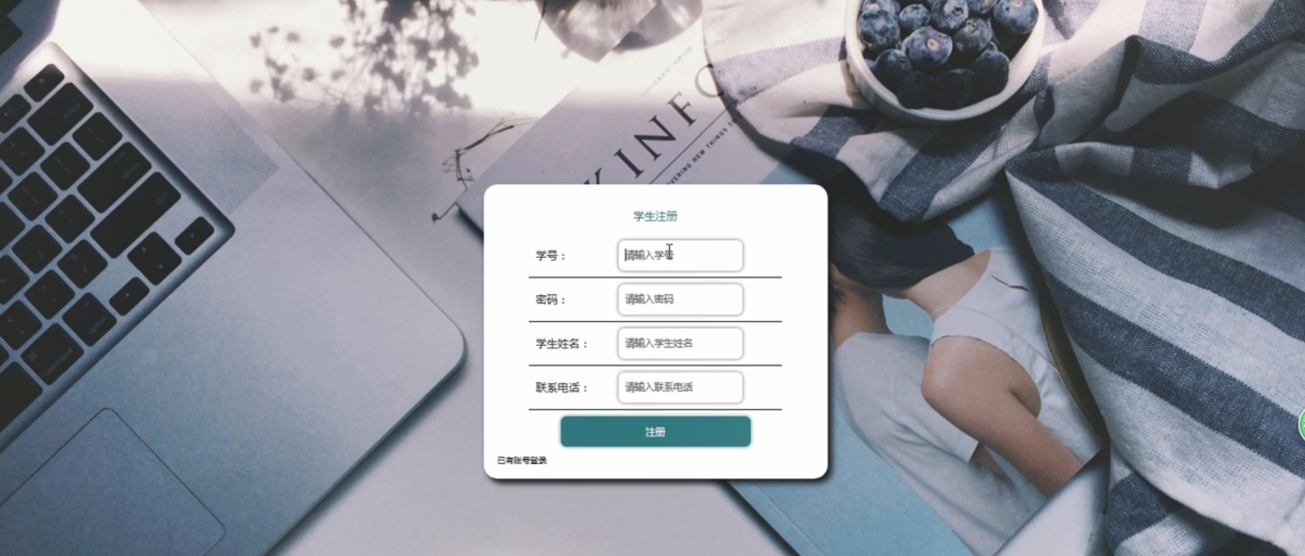 KINFO
学生注册
学号：
请输入学号
密码：
请输入密码
学生姓名：
请输入学生姓名
联系电话：
请输入联系电话
注册
已有账号登录